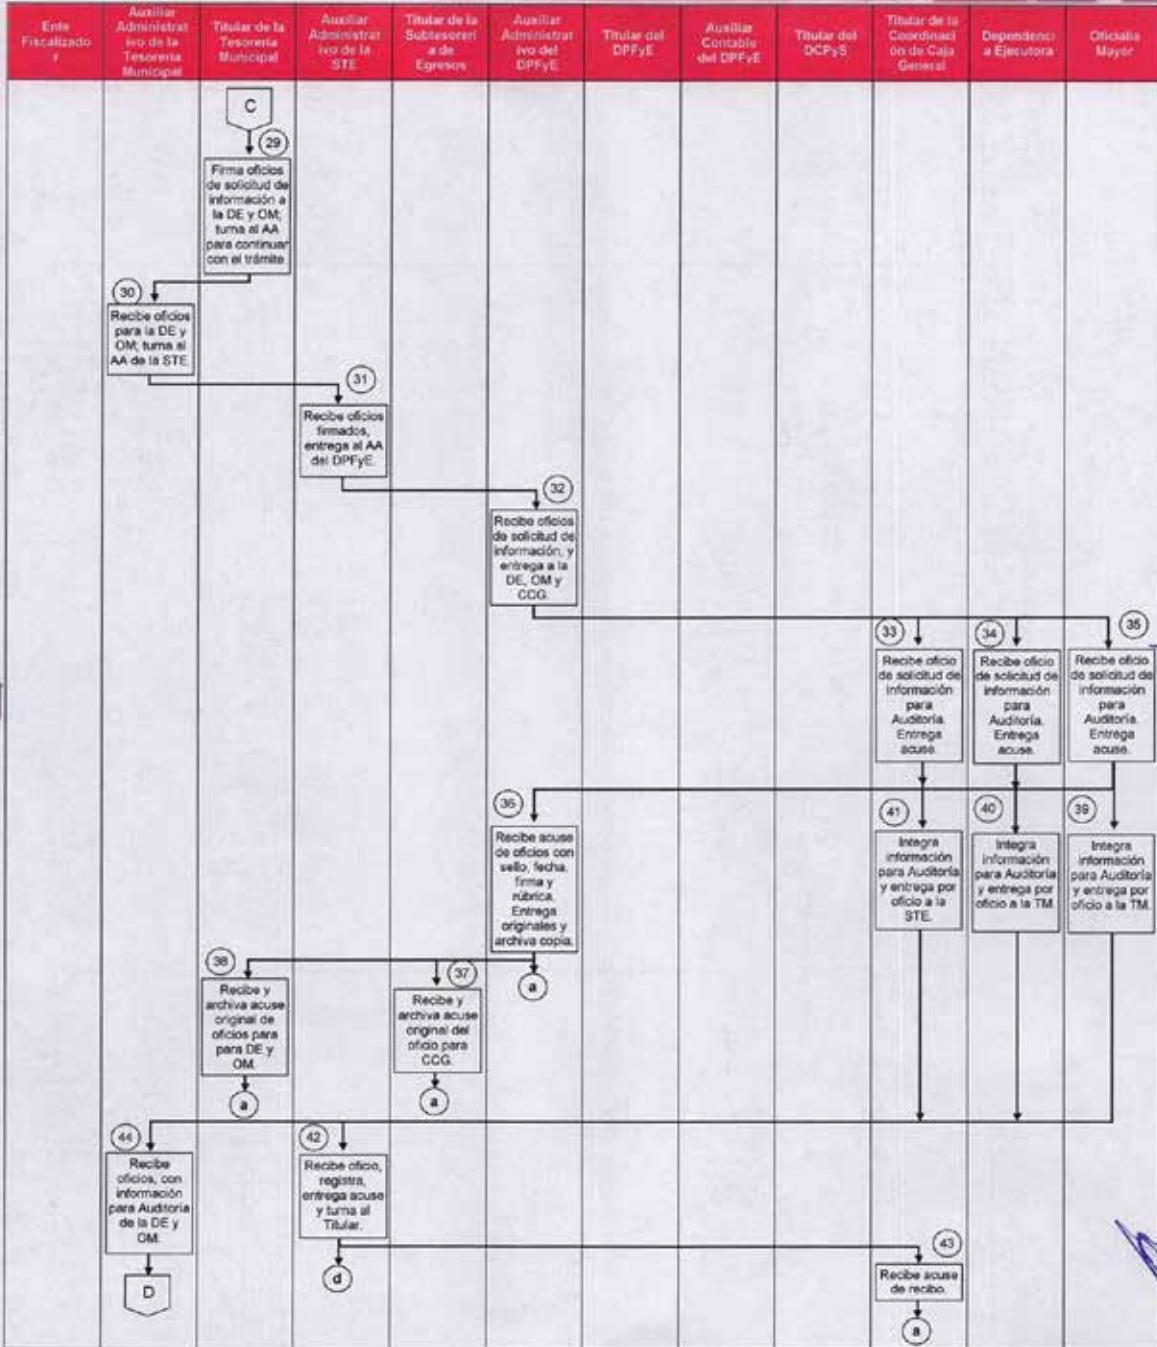 Ente
Fiscalizado
r
Auxiliar
Administrat
ivo de la
Tesorería
Municipal
Titular de la
Tesorería
Municipal
Auxiliar
Administrat
ivo de la
STE
Titular de la
Subtesorerí
a de
Egresos
Auxiliar
Administrat
ivo del
DPFyE
Titular del
DPFyE
Auxiliar
Contable
del DPFyE
Titular del
DCPyS
Titular de la
Coordinaci
ón de Caja
General
Dependenci
a Ejecutora
Oficialía
Mayor
C
29
Firma oficios
de solicitud de
información a
la DE y OM;
turna al AA
para continuar
con el trámite.
30
Recibe oficios
para la DE y
OM; turna al
AA de la STE.
31
Recibe oficios
firmados,
entrega al AA
del DPFyE.
32
Recibe oficios
de solicitud de
información, y
entrega a la
DE, OM y
CCG.
33
Recibe oficio
de solicitud de
información
para
Auditoría.
Entrega
acuse.
34
Recibe oficio
de solicitud de
información
para
Auditoría.
Entrega
acuse.
35
Recibe oficio
de solicitud de
información
para
Auditoría.
Entrega
acuse.
36
Recibe acuse
de oficios con
sello, fecha,
firma y
rúbrica.
Entrega
originales y
archiva copia.
a
41
Integra
información
para Auditoría
y entrega por
oficio a la
STE.
40
Integra
información
para Auditoría
y entrega por
oficio a la TM.
39
Integra
información
para Auditoría
y entrega por
oficio a la TM.
38
Recibe y
archiva acuse
original de
oficios para
para DE y
OM.
a
37
Recibe y
archiva acuse
original del
oficio para
CCG.
a
44
Recibe
oficios, con
información
para Auditoría
de la DE y
OM.
D
42
Recibe oficio,
registra,
entrega acuse
y turna al
Titular.
d
43
Recibe acuse
de recibo.
a